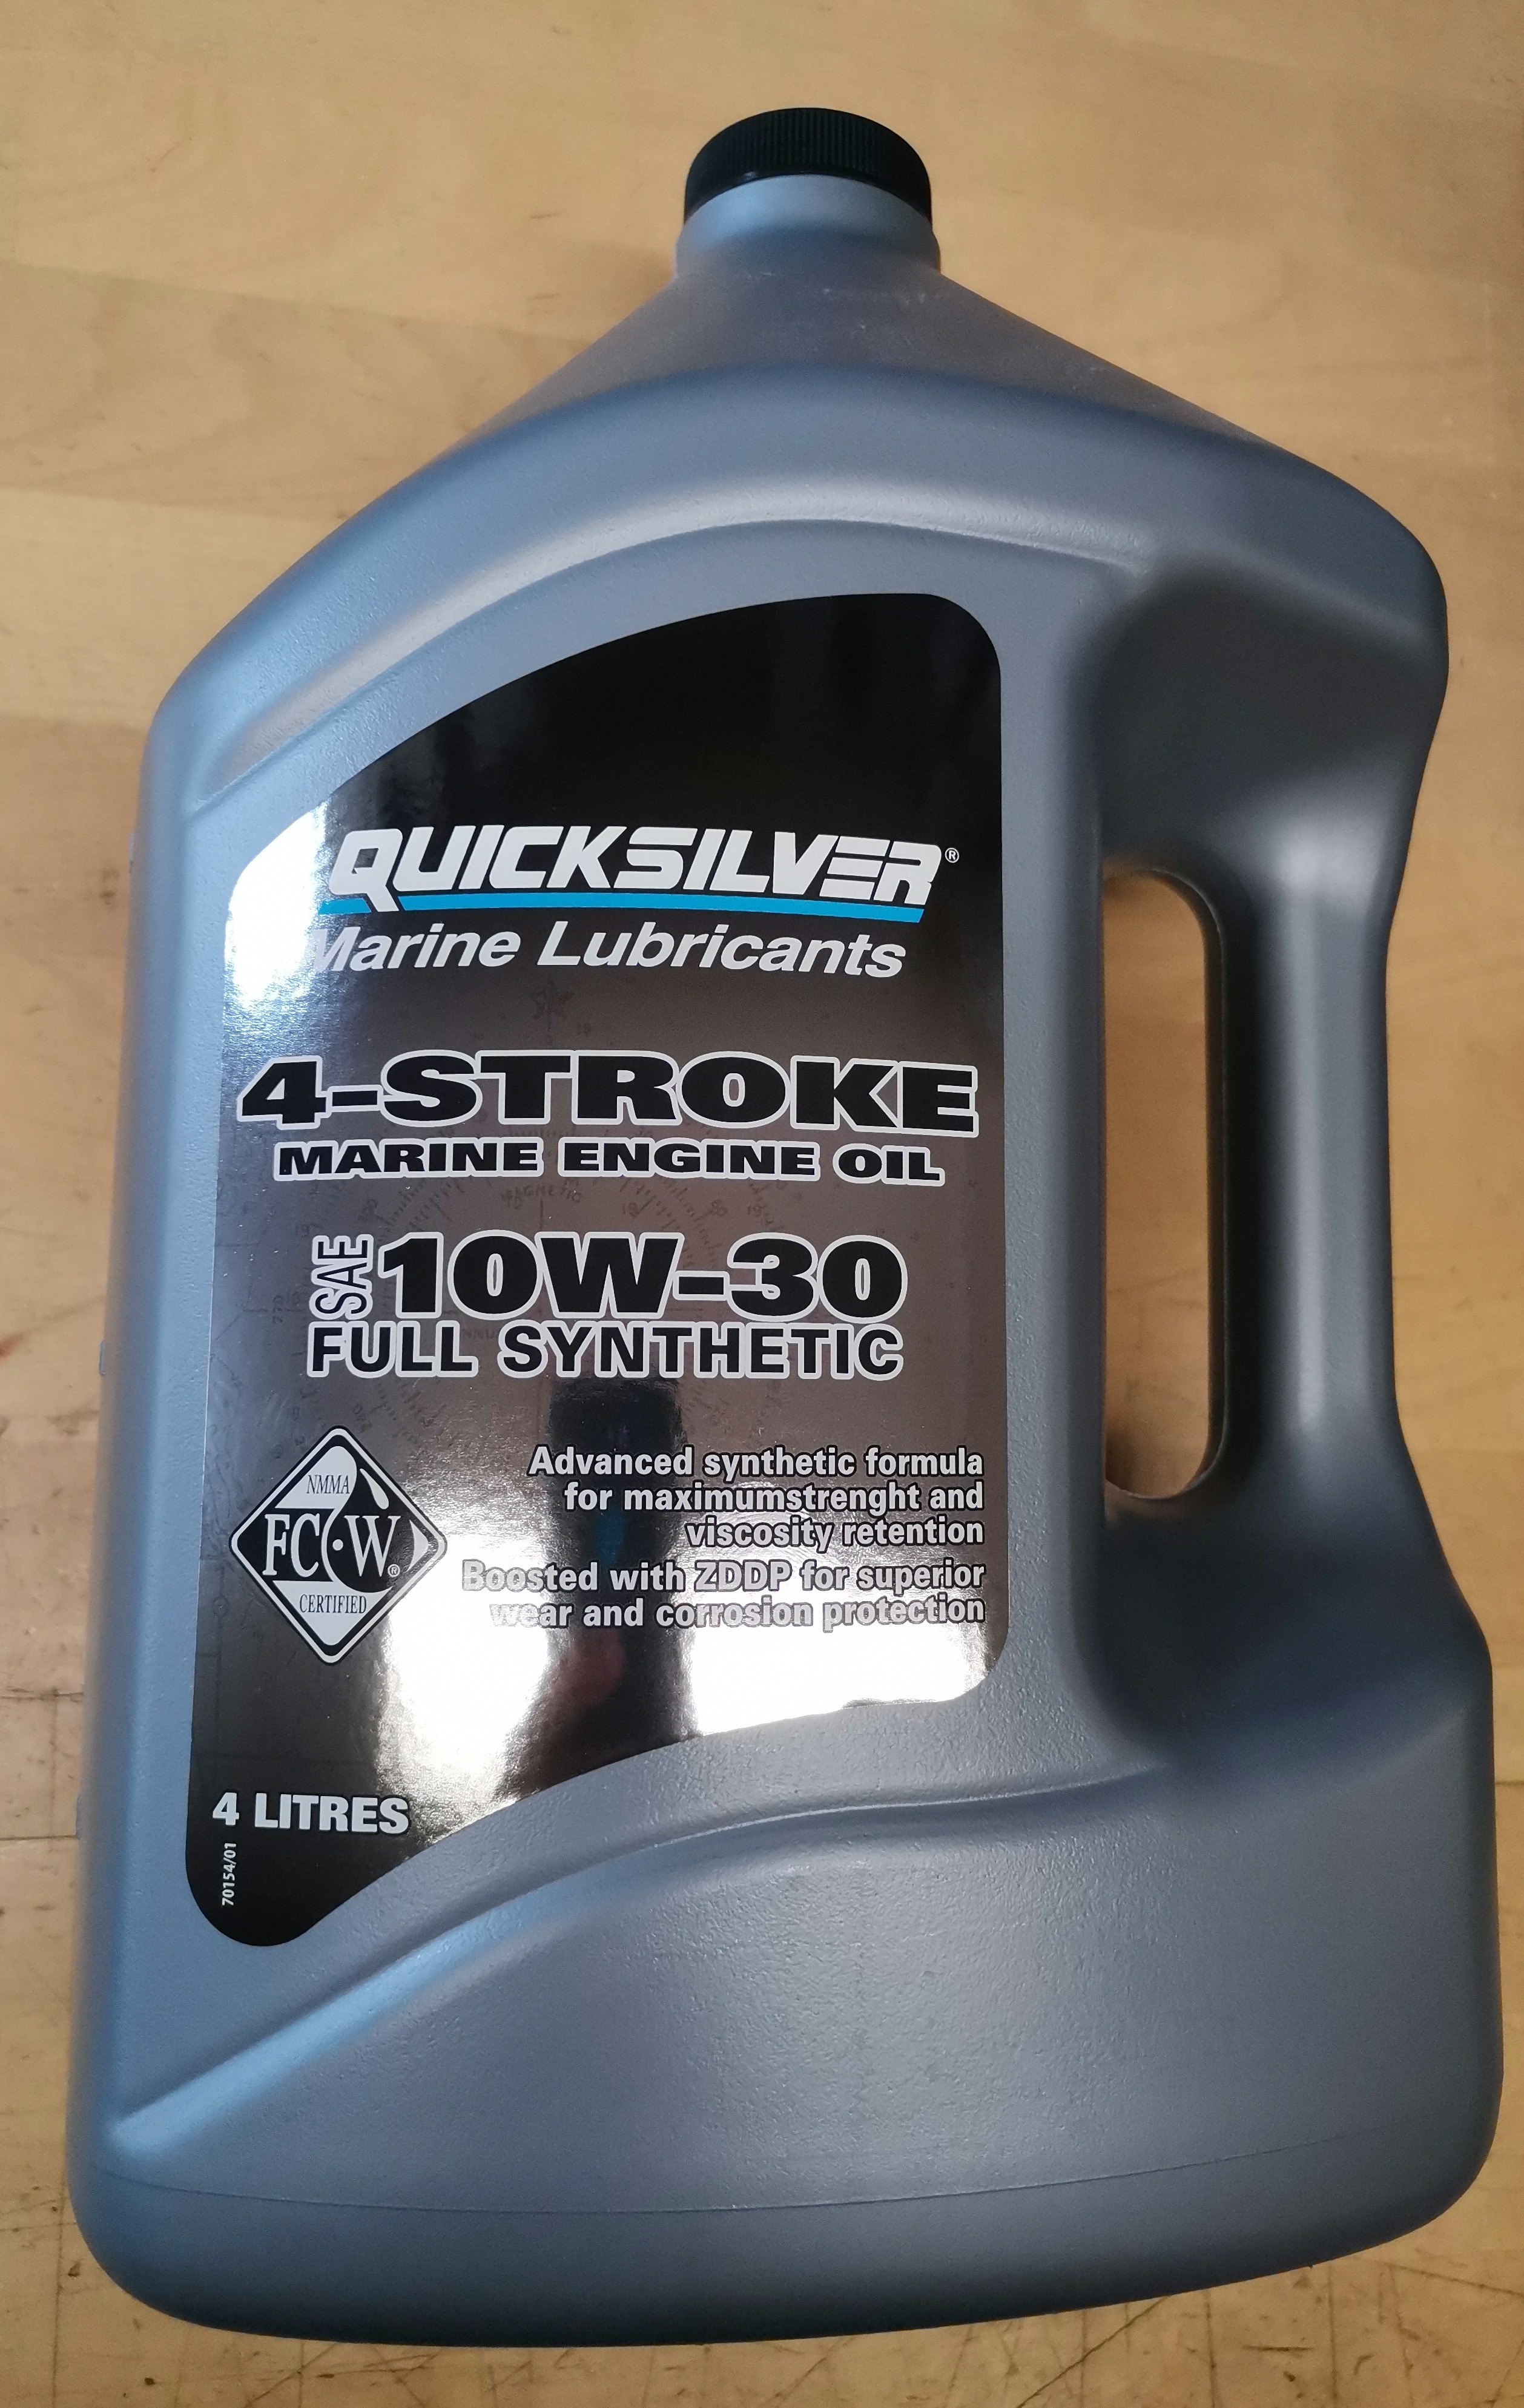 QUICKSILVER®
Marine Lubricants
4-STROKE
MARINE ENGINE OIL
SAE 10W-30
FULL SYNTHETIC
NMMA
FC-W®
CERTIFIED
Advanced synthetic formula
for maximumstrenght and
viscosity retention
Boosted with ZDDP for superior
wear and corrosion protection
4 LITRES
70154/01